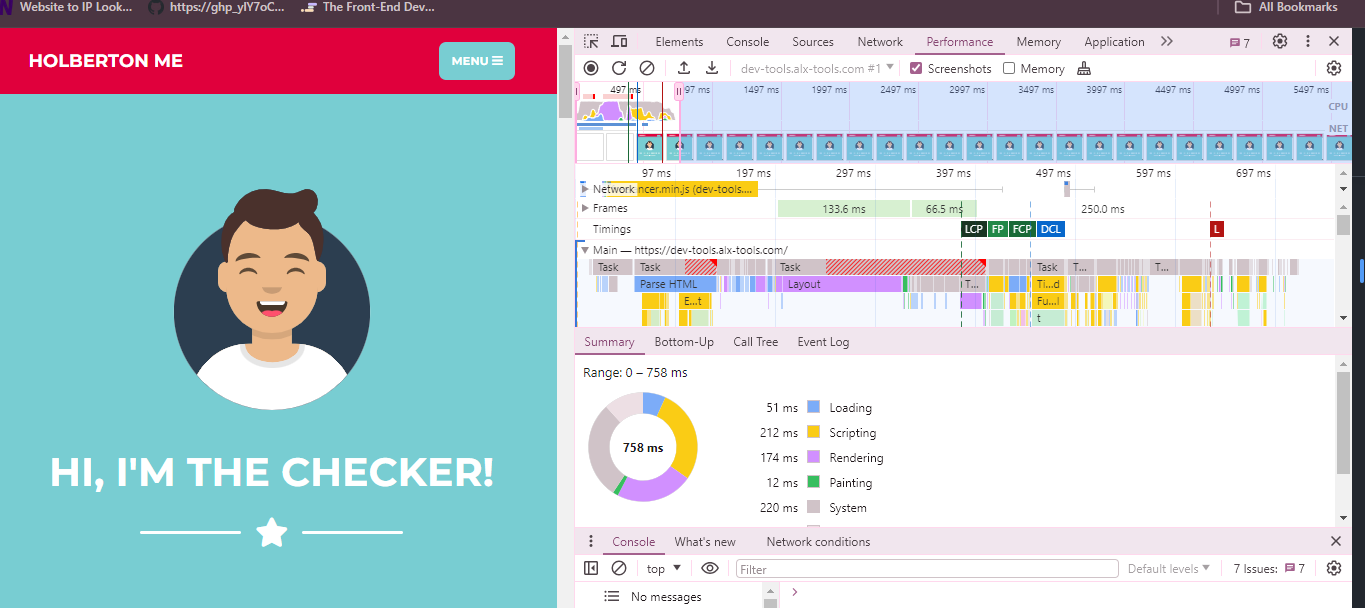 Website to IP Look...
https://ghp_ylY7oC...
The Front-End Dev...
All Bookmarks
HOLBERTON ME
MENU
HI, I'M THE CHECKER!
Elements Console Sources Network Performance Memory Application
7
dev-tools.alx-tools.com #1
Screenshots
Memory
497 ms 97 ms 1497 ms 1997 ms 2497 ms 2997 ms 3497 ms 3997 ms 4497 ms 4997 ms 5497 ms
CPU
NET
97 ms 197 ms 297 ms 397 ms 497 ms 597 ms 697 ms
Network ncer.min.js (dev-tools....
Frames 133.6 ms 66.5 ms 250.0 ms
Timings LCP FP FCP DCL L
Main — https://dev-tools.alx-tools.com/
Task Task Task Task T... T...
Parse HTML Layout T... Ti...d
E...t Fu...l
t
Summary Bottom-Up Call Tree Event Log
Range: 0 – 758 ms
758 ms
51 ms Loading
212 ms Scripting
174 ms Rendering
12 ms Painting
220 ms System
Console What's new Network conditions
top Filter Default levels 7 Issues: 7
No messages